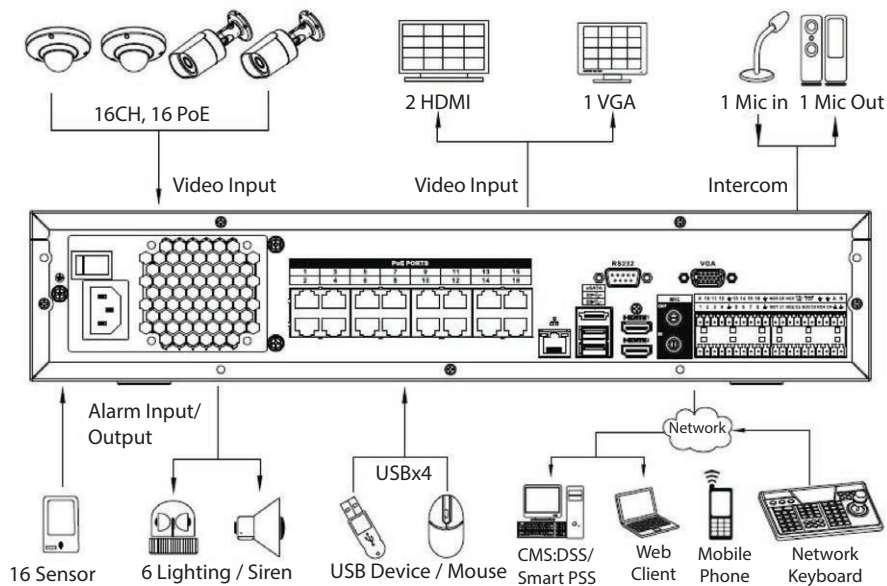 16CH, 16 PoE
2 HDMI
1 VGA
1 Mic in
1 Mic Out
Video Input
Video Input
Intercom
PoE PORTS
1 3 5 7 9 11 13 15
2 4 6 8 10 12 14 16
RS232
VGA
eSATA
MIC
HDMI1
HDMI2
Alarm Input/
Output
USBx4
Network
16 Sensor
6 Lighting / Siren
USB Device / Mouse
CMS:DSS/
Smart PSS
Web
Client
Mobile
Phone
Network
Keyboard